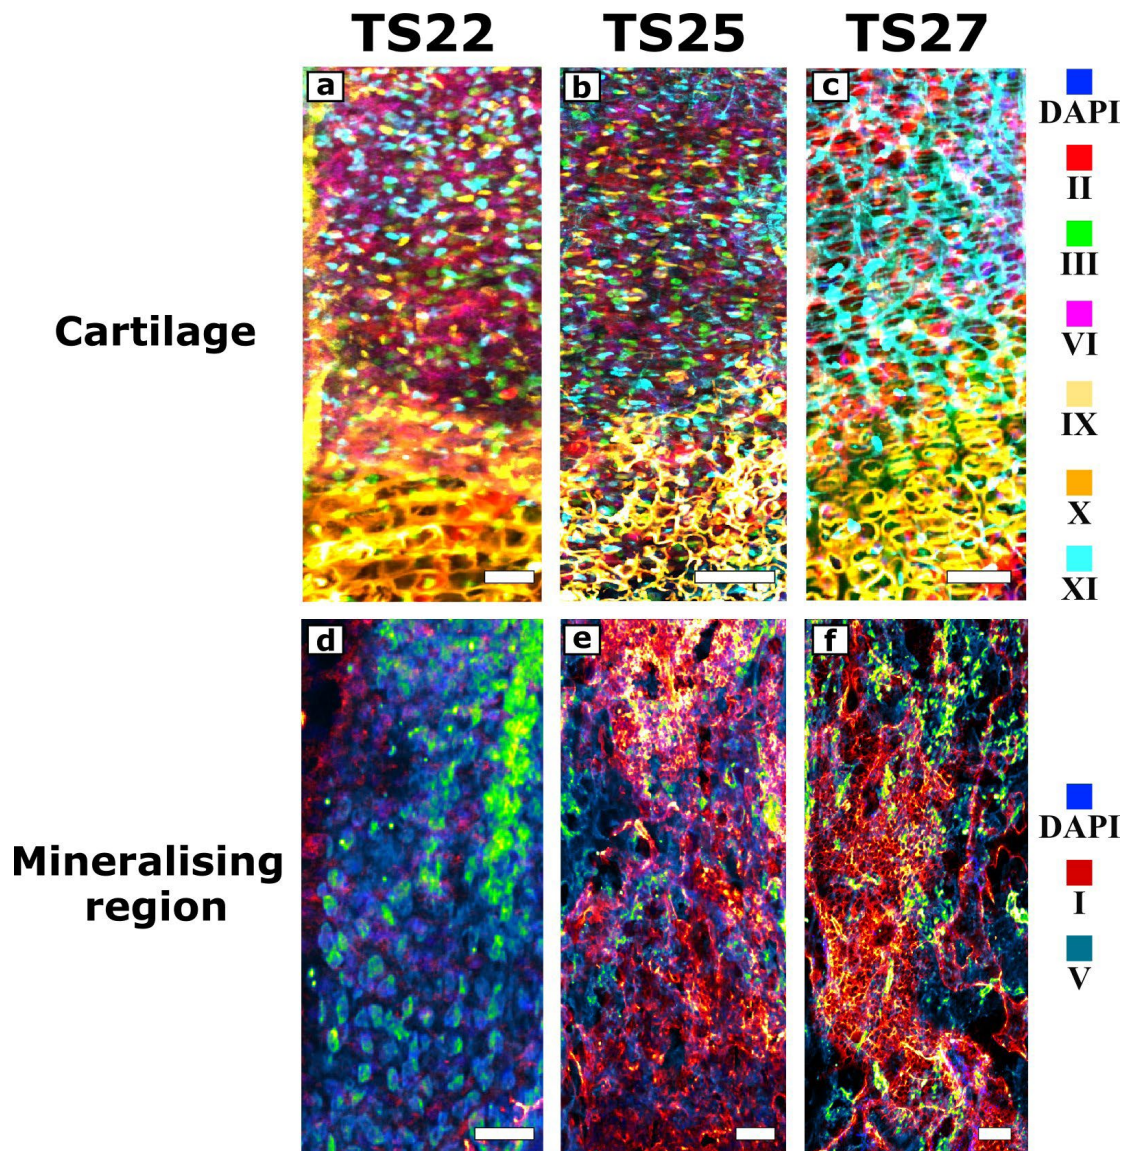 TS22 TS25 TS27
a b c
DAPI
II
III
VI
IX
X
XI
Cartilage
d e f
DAPI
I
V
Mineralising
region